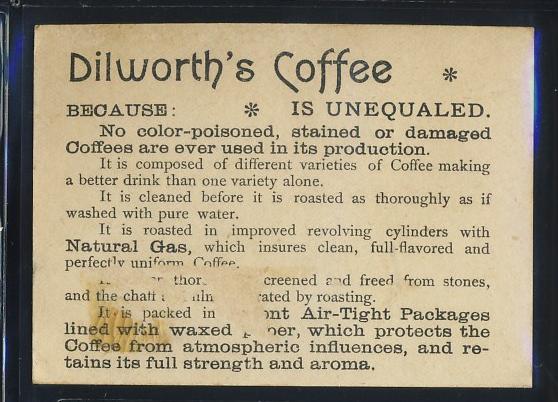 Dilworth's Coffee *
BECAUSE: * IS UNEQUALED.
No color-poisoned, stained or damaged
Coffees are ever used in its production.
It is composed of different varieties of Coffee making
a better drink than one variety alone.
It is cleaned before it is roasted as thoroughly as if
washed with pure water.
It is roasted in improved revolving cylinders with
Natural Gas, which insures clean, full-flavored and
perfectly uniform Coffee.
and freed from stones,
and the by roasting.
It is packed in Air-Tight Packages
lined with waxed which protects the
Coffee from atmospheric influences, and re-
tains its full strength and aroma.